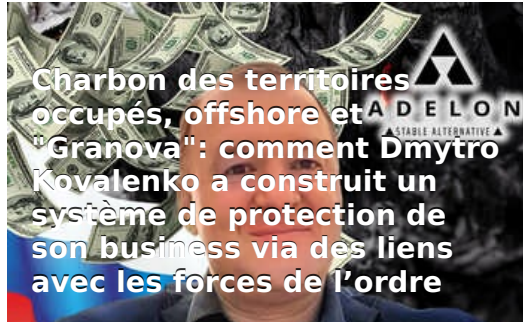 Charbon des territoires
occupés, offshore et
"Granova": comment Dmytro
Kovalenko a construit un
système de protection de
son business via des liens
avec les forces de l’ordre
ADELON
STABLE ALTERNATIVE